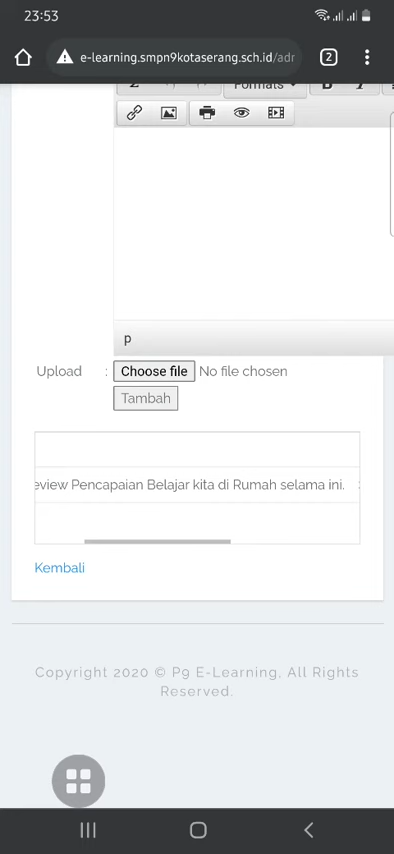 23:53
e-learning.smpn9kotaserang.sch.id/adr
2
Formats
p
Upload : Choose file No file chosen
Tambah
eview Pencapaian Belajar kita di Rumah selama ini.
Kembali
Copyright 2020 © P9 E-Learning, All Rights
Reserved.